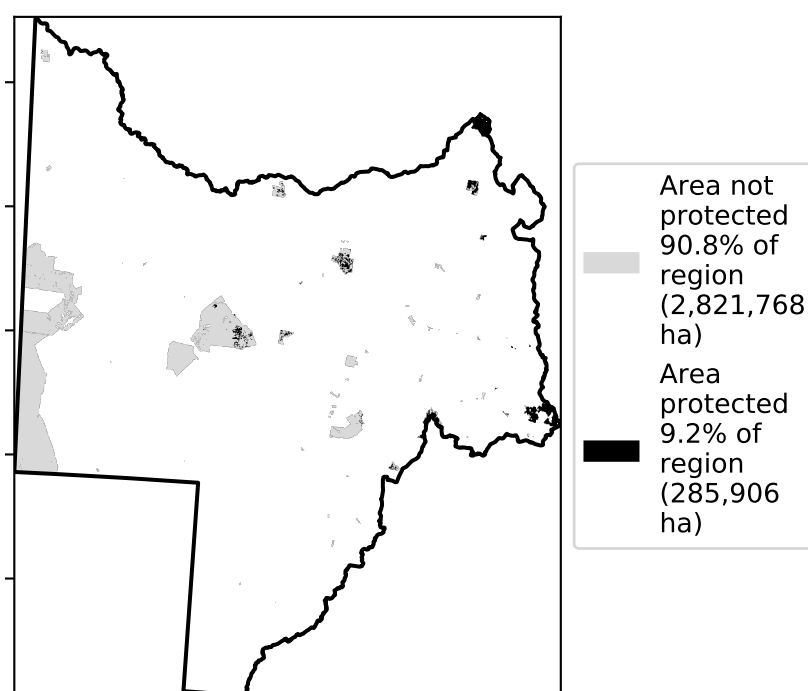 Area not
protected
90.8% of
region
(2,821,768
ha)
Area
protected
9.2% of
region
(285,906
ha)